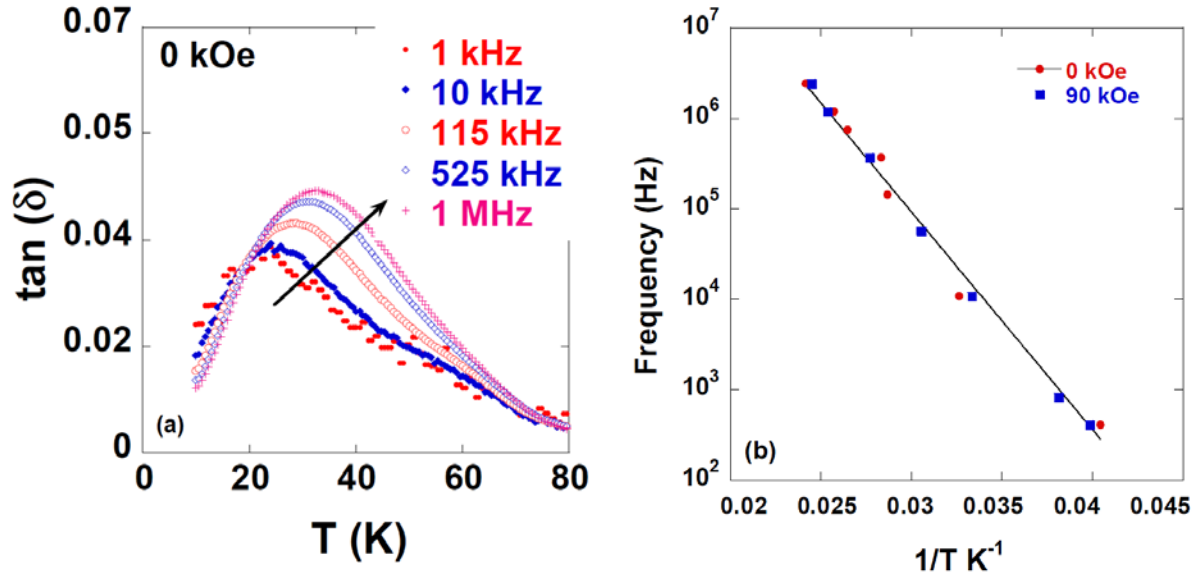 0 kOe
1 kHz
10 kHz
115 kHz
525 kHz
1 MHz
0.07
0.05
0.04
0.02
0
tan (δ)
(a)
0 20 40 60 80
T (K)
10⁷
10⁶
10⁵
10⁴
10³
10²
Frequency (Hz)
0 kOe
90 kOe
(b)
0.02 0.025 0.03 0.035 0.04 0.045
1/T K⁻¹